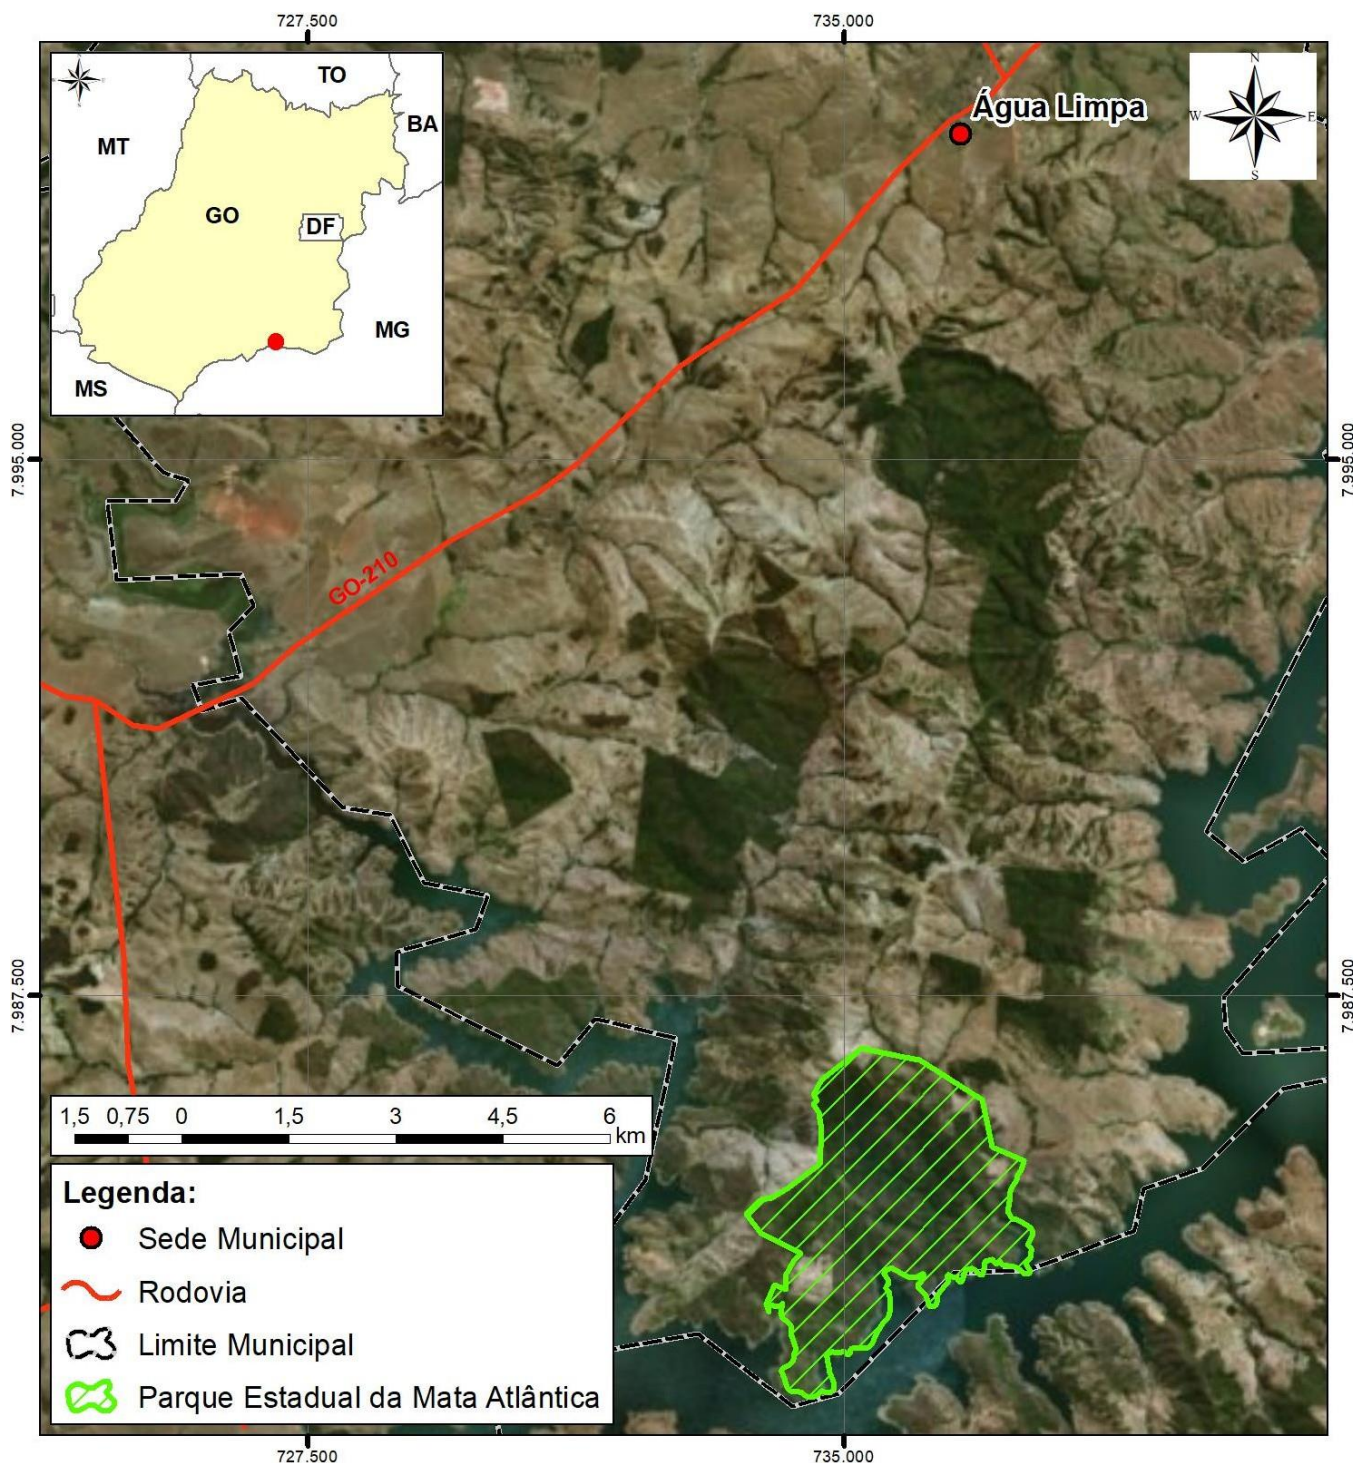 727.500
735.000
TO
BA
MT
GO
DF
MG
MS
N
W
E
S
Água Limpa
7.995.000
7.995.000
GO-210
7.987.500
7.987.500
1,5 0,75 0 1,5 3 4,5 6
km
Legenda:
Sede Municipal
Rodovia
Limite Municipal
Parque Estadual da Mata Atlântica
727.500
735.000